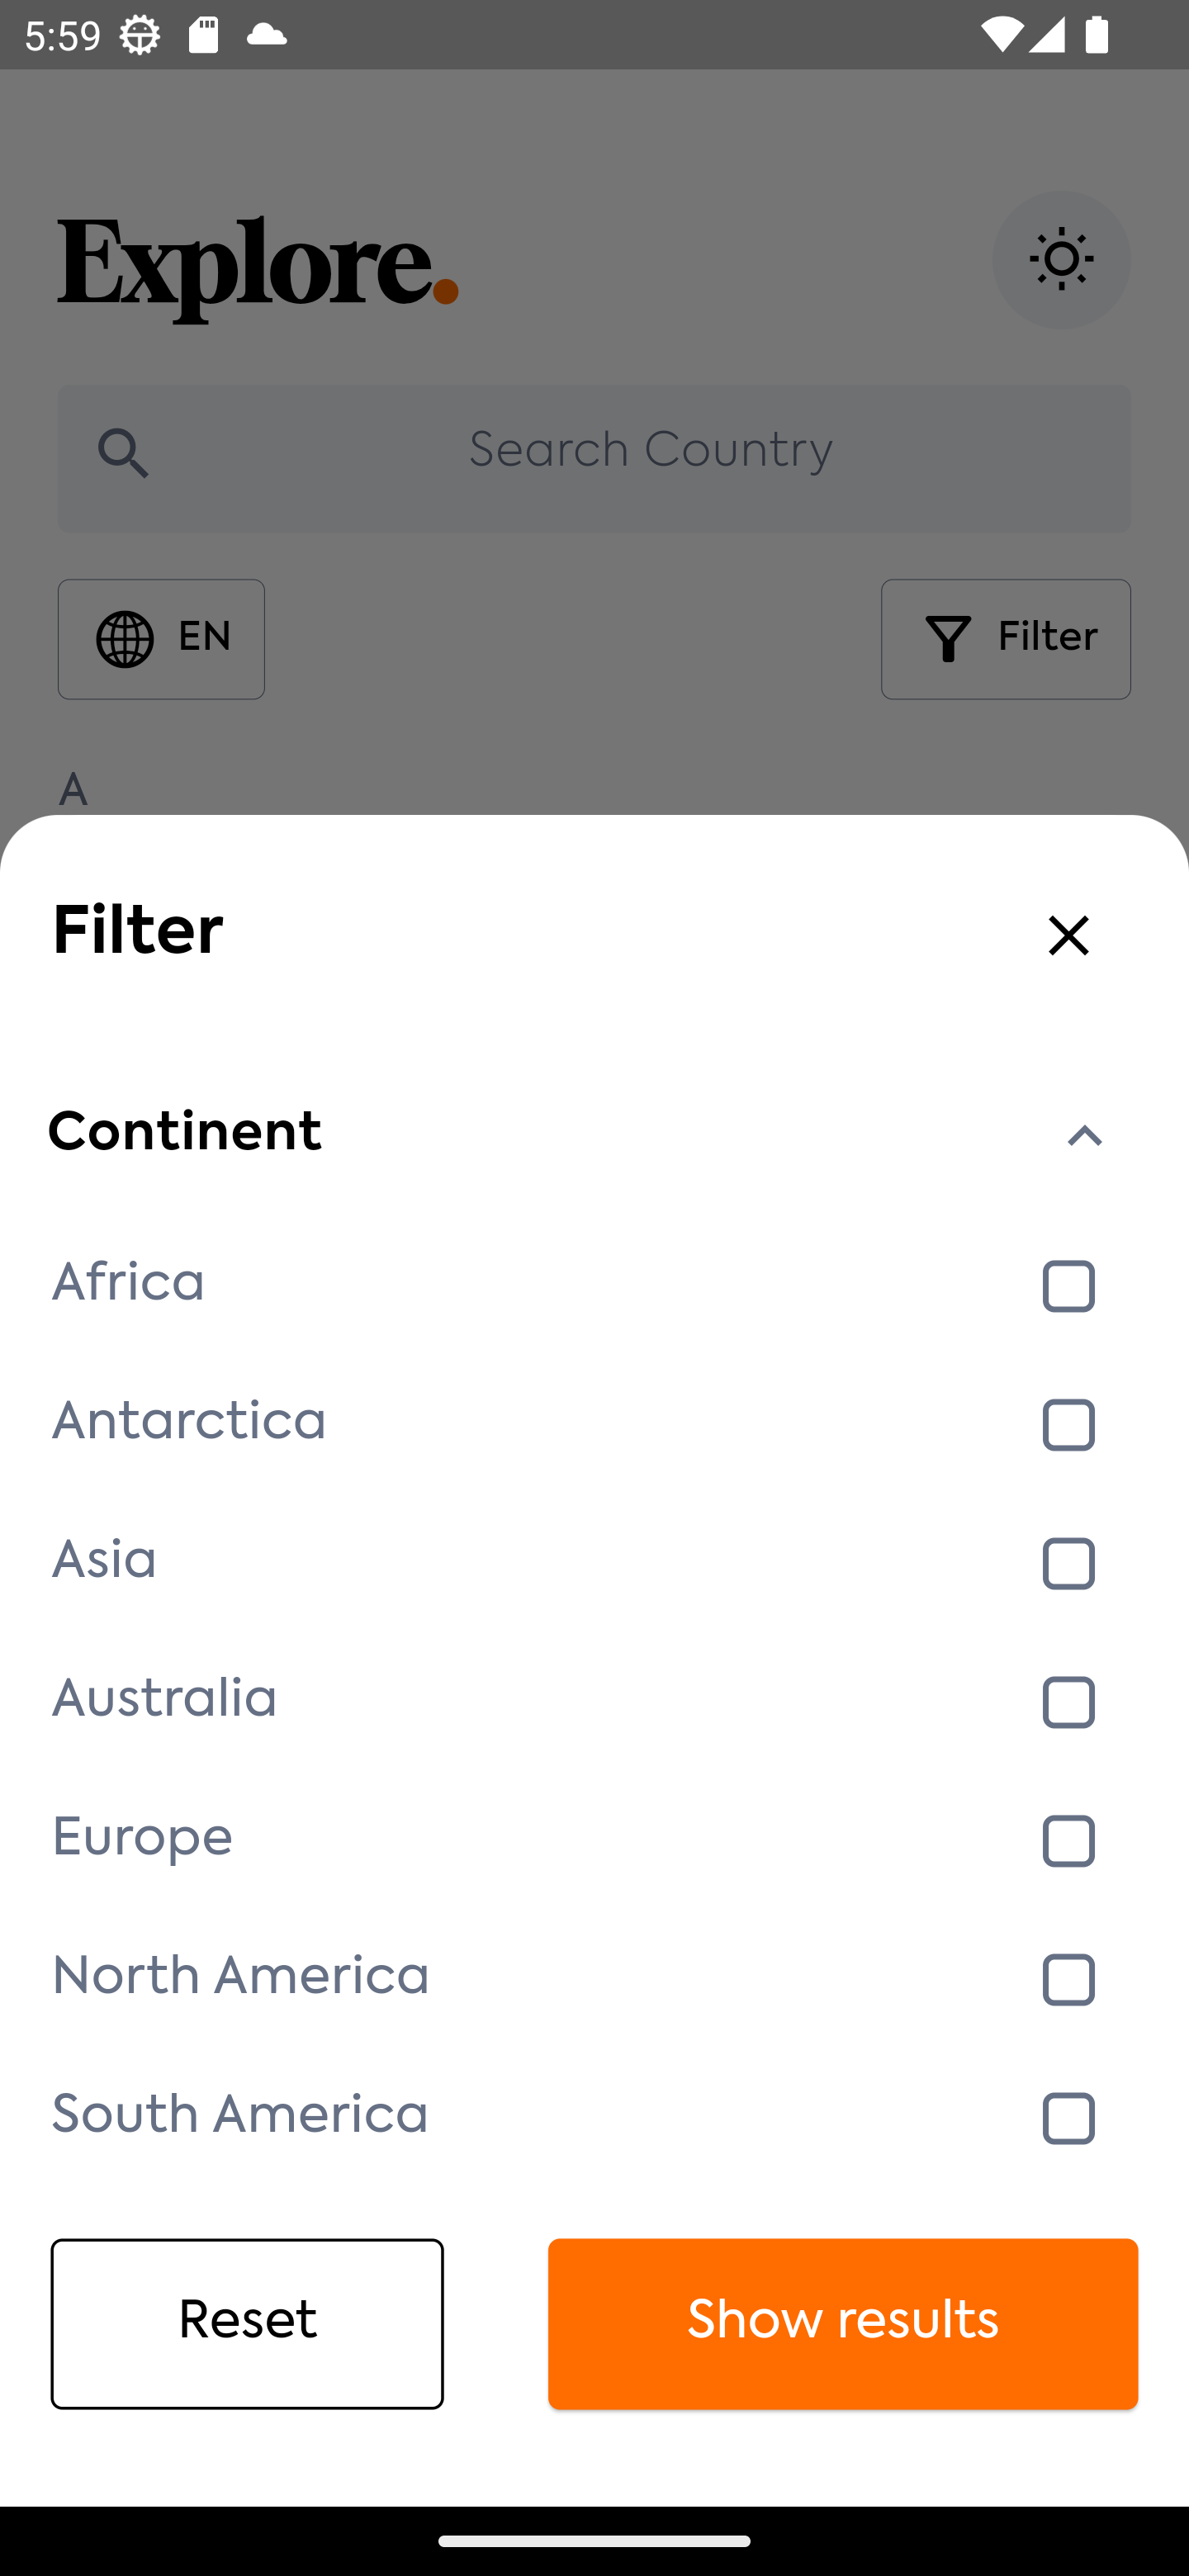 5:59
Explore.
Search Country
EN
Filter
A
Filter
Continent
Africa
Antarctica
Asia
Australia
Europe
North America
South America
Reset
Show results